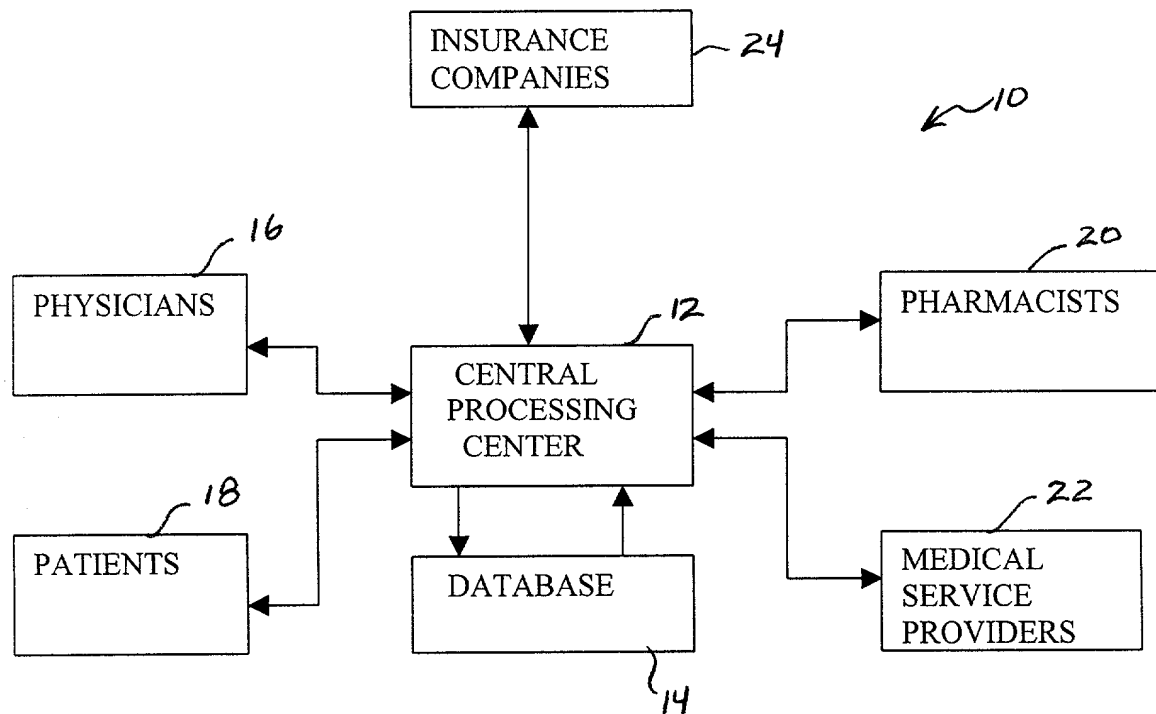 INSURANCE
COMPANIES
24
10
16
PHYSICIANS
20
PHARMACISTS
12
CENTRAL
PROCESSING
CENTER
18
PATIENTS
DATABASE
14
22
MEDICAL
SERVICE
PROVIDERS